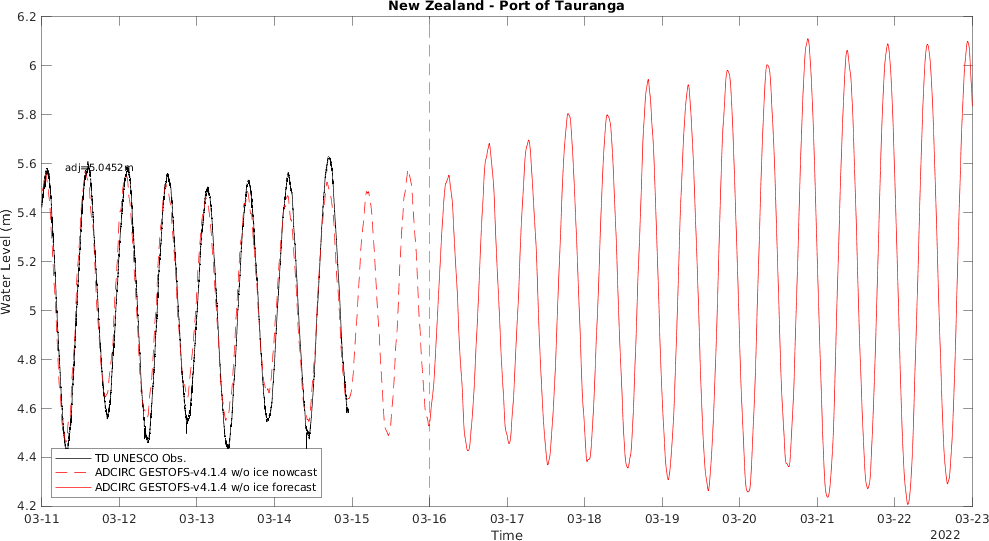 New Zealand - Port of Tauranga
6.2
6
5.8
5.6
5.4
5.2
5
4.8
4.6
4.4
4.2
Water Level (m)
adj=5.0452m
TD UNESCO Obs.
ADCIRC GESTOFS-v4.1.4 w/o ice nowcast
ADCIRC GESTOFS-v4.1.4 w/o ice forecast
03-11 03-12 03-13 03-14 03-15 03-16 03-17 03-18 03-19 03-20 03-21 03-22 03-23
Time
2022